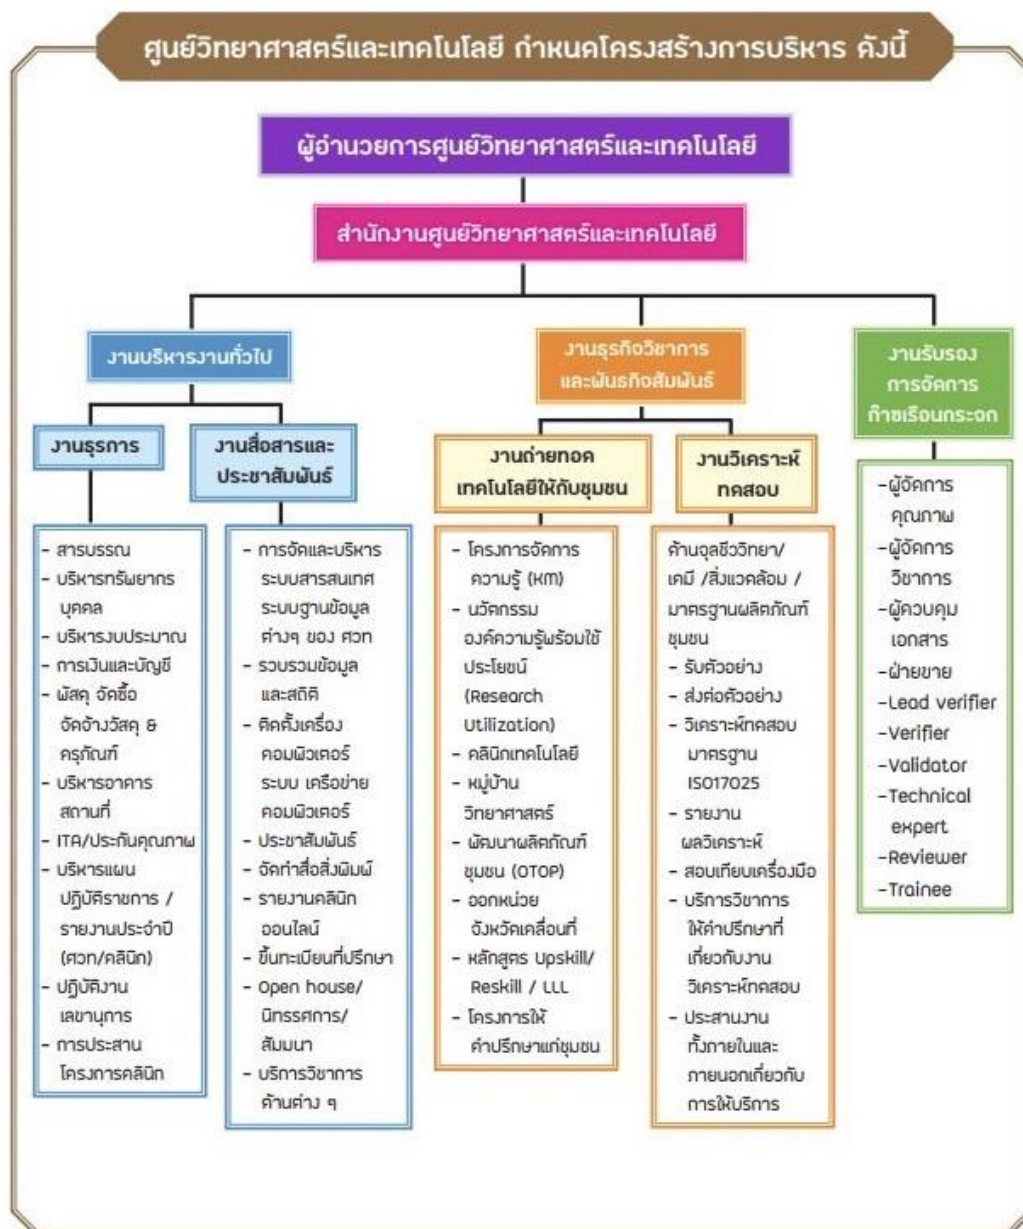 ศูนย์วิทยาศาสตร์และเทคโนโลยี กำหนดโครงสร้างการบริหาร ดังนี้
ผู้อำนวยการศูนย์วิทยาศาสตร์และเทคโนโลยี
สำนักงานศูนย์วิทยาศาสตร์และเทคโนโลยี
งานบริหารงานทั่วไป
งานธุรการ
- สารบรรณ
- บริหารทรัพยากร
บุคคล
- บริหารงบประมาณ
- การเงินและบัญชี
- พัสดุ จัดซื้อ
จัดจ้างวัสดุ &
ครุภัณฑ์
- บริหารอาคาร
สถานที่
- ITA/ประกันคุณภาพ
- บริหารแผน
ปฏิบัติราชการ /
รายงานประจำปี
(ศวท/คลินิก)
- ปฏิบัติงาน
เลขานุการ
- การประสาน
โครงการคลินิก
งานสื่อสารและ
ประชาสัมพันธ์
- การจัดและบริหาร
ระบบสารสนเทศ
ระบบฐานข้อมูล
ต่างๆ ของ ศวท
- รวบรวมข้อมูล
และสถิติ
- ติดตั้งเครื่อง
คอมพิวเตอร์
ระบบ เครือข่าย
คอมพิวเตอร์
- ประชาสัมพันธ์
- จัดทำสื่อสิ่งพิมพ์
- รายงานคลินิก
ออนไลน์
- ขึ้นทะเบียนที่ปรึกษา
- Open house/
นิทรรศการ/
สัมมนา
- บริการวิชาการ
ด้านต่าง ๆ
งานธุรกิจวิชาการ
และพันธกิจสัมพันธ์
งานถ่ายทอด
เทคโนโลยีให้กับชุมชน
- โครงการจัดการ
ความรู้ (KM)
- นวัตกรรม
องค์ความรู้พร้อมใช้
ประโยชน์
(Research
Utilization)
- คลินิกเทคโนโลยี
- หมู่บ้าน
วิทยาศาสตร์
- พัฒนาผลิตภัณฑ์
ชุมชน (OTOP)
- ออกหน่วย
จังหวัดเคลื่อนที่
- หลักสูตร Upskill/
Reskill / LLL
- โครงการให้
คำปรึกษาแก่ชุมชน
งานวิเคราะห์
ทดสอบ
ด้านจุลชีววิทยา/
เคมี /สิ่งแวดล้อม /
มาตรฐานผลิตภัณฑ์
ชุมชน
- รับตัวอย่าง
- ส่งต่อตัวอย่าง
- วิเคราะห์ทดสอบ
มาตรฐาน
ISO17025
- รายงาน
ผลวิเคราะห์
- สอบเทียบเครื่องมือ
- บริการวิชาการ
ให้คำปรึกษาที่
เกี่ยวกับงาน
วิเคราะห์ทดสอบ
- ประสานงาน
ทั้งภายในและ
ภายนอกเกี่ยวกับ
การให้บริการ
งานรับรอง
การจัดการ
ก๊าซเรือนกระจก
-ผู้จัดการ
คุณภาพ
-ผู้จัดการ
วิชาการ
-ผู้ควบคุม
เอกสาร
-ฝ่ายขาย
-Lead verifier
-Verifier
-Validator
-Technical
expert
-Reviewer
-Trainee